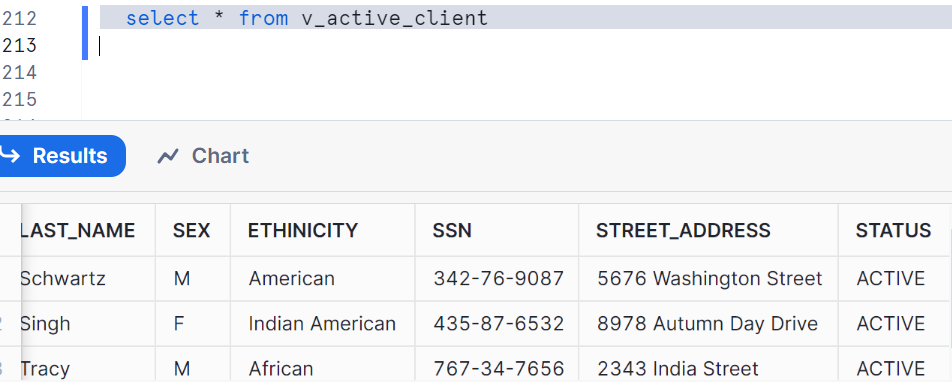 212 select * from v_active_client
213
214
215
Results Chart
LAST_NAME SEX ETHINICITY SSN STREET_ADDRESS STATUS
Schwartz M American 342-76-9087 5676 Washington Street ACTIVE
Singh F Indian American 435-87-6532 8978 Autumn Day Drive ACTIVE
Tracy M African 767-34-7656 2343 India Street ACTIVE